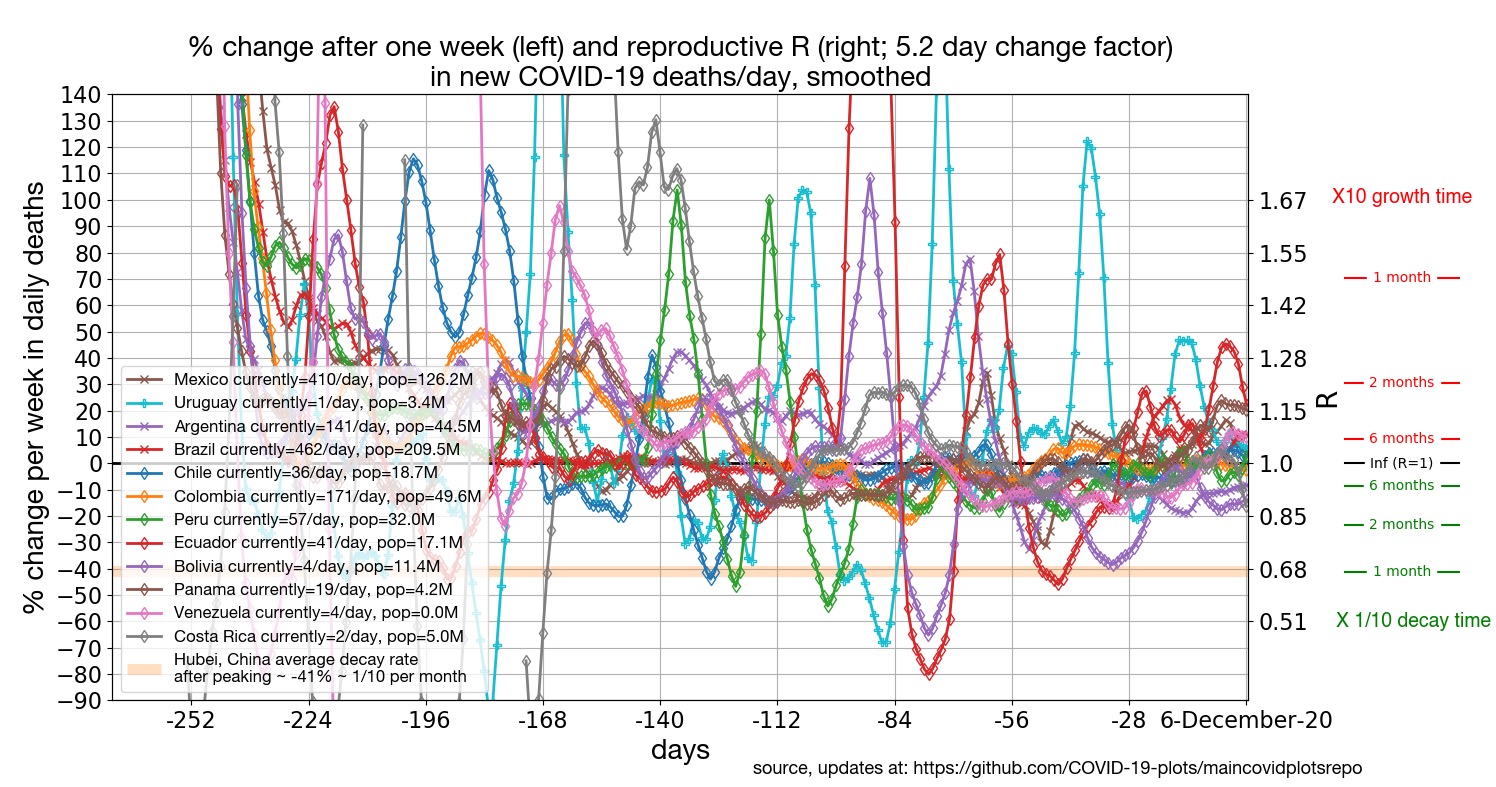 % change after one week (left) and reproductive R (right; 5.2 day change factor)
in new COVID-19 deaths/day, smoothed
% change per week in daily deaths
140
130
120
110
100
90
80
70
60
50
40
30
20
10
0
−10
−20
−30
−40
−50
−60
−70
−80
−90
Mexico currently=410/day, pop=126.2M
Uruguay currently=1/day, pop=3.4M
Argentina currently=141/day, pop=44.5M
Brazil currently=462/day, pop=209.5M
Chile currently=36/day, pop=18.7M
Colombia currently=171/day, pop=49.6M
Peru currently=57/day, pop=32.0M
Ecuador currently=41/day, pop=17.1M
Bolivia currently=4/day, pop=11.4M
Panama currently=19/day, pop=4.2M
Venezuela currently=4/day, pop=0.0M
Costa Rica currently=2/day, pop=5.0M
Hubei, China average decay rate
after peaking ~ -41% ~ 1/10 per month
-252 -224 -196 -168 -140 -112 -84 -56 -28 6-December-20
days
1.67
1.55
1.42
1.28
1.15
1.0
0.85
0.68
0.51
R
X10 growth time
1 month
2 months
6 months
Inf (R=1)
6 months
2 months
1 month
X 1/10 decay time
source, updates at: https://github.com/COVID-19-plots/maincovidplotsrepo